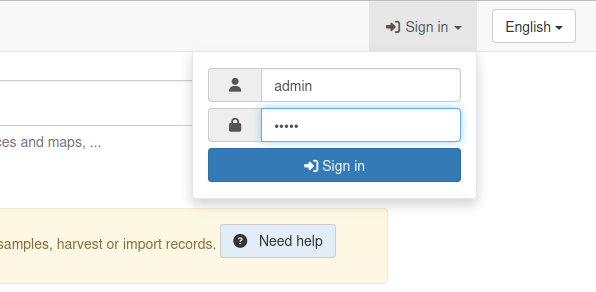 Sign in
English
admin
•••••
ces and maps, ...
Sign in
samples, harvest or import records.
Need help